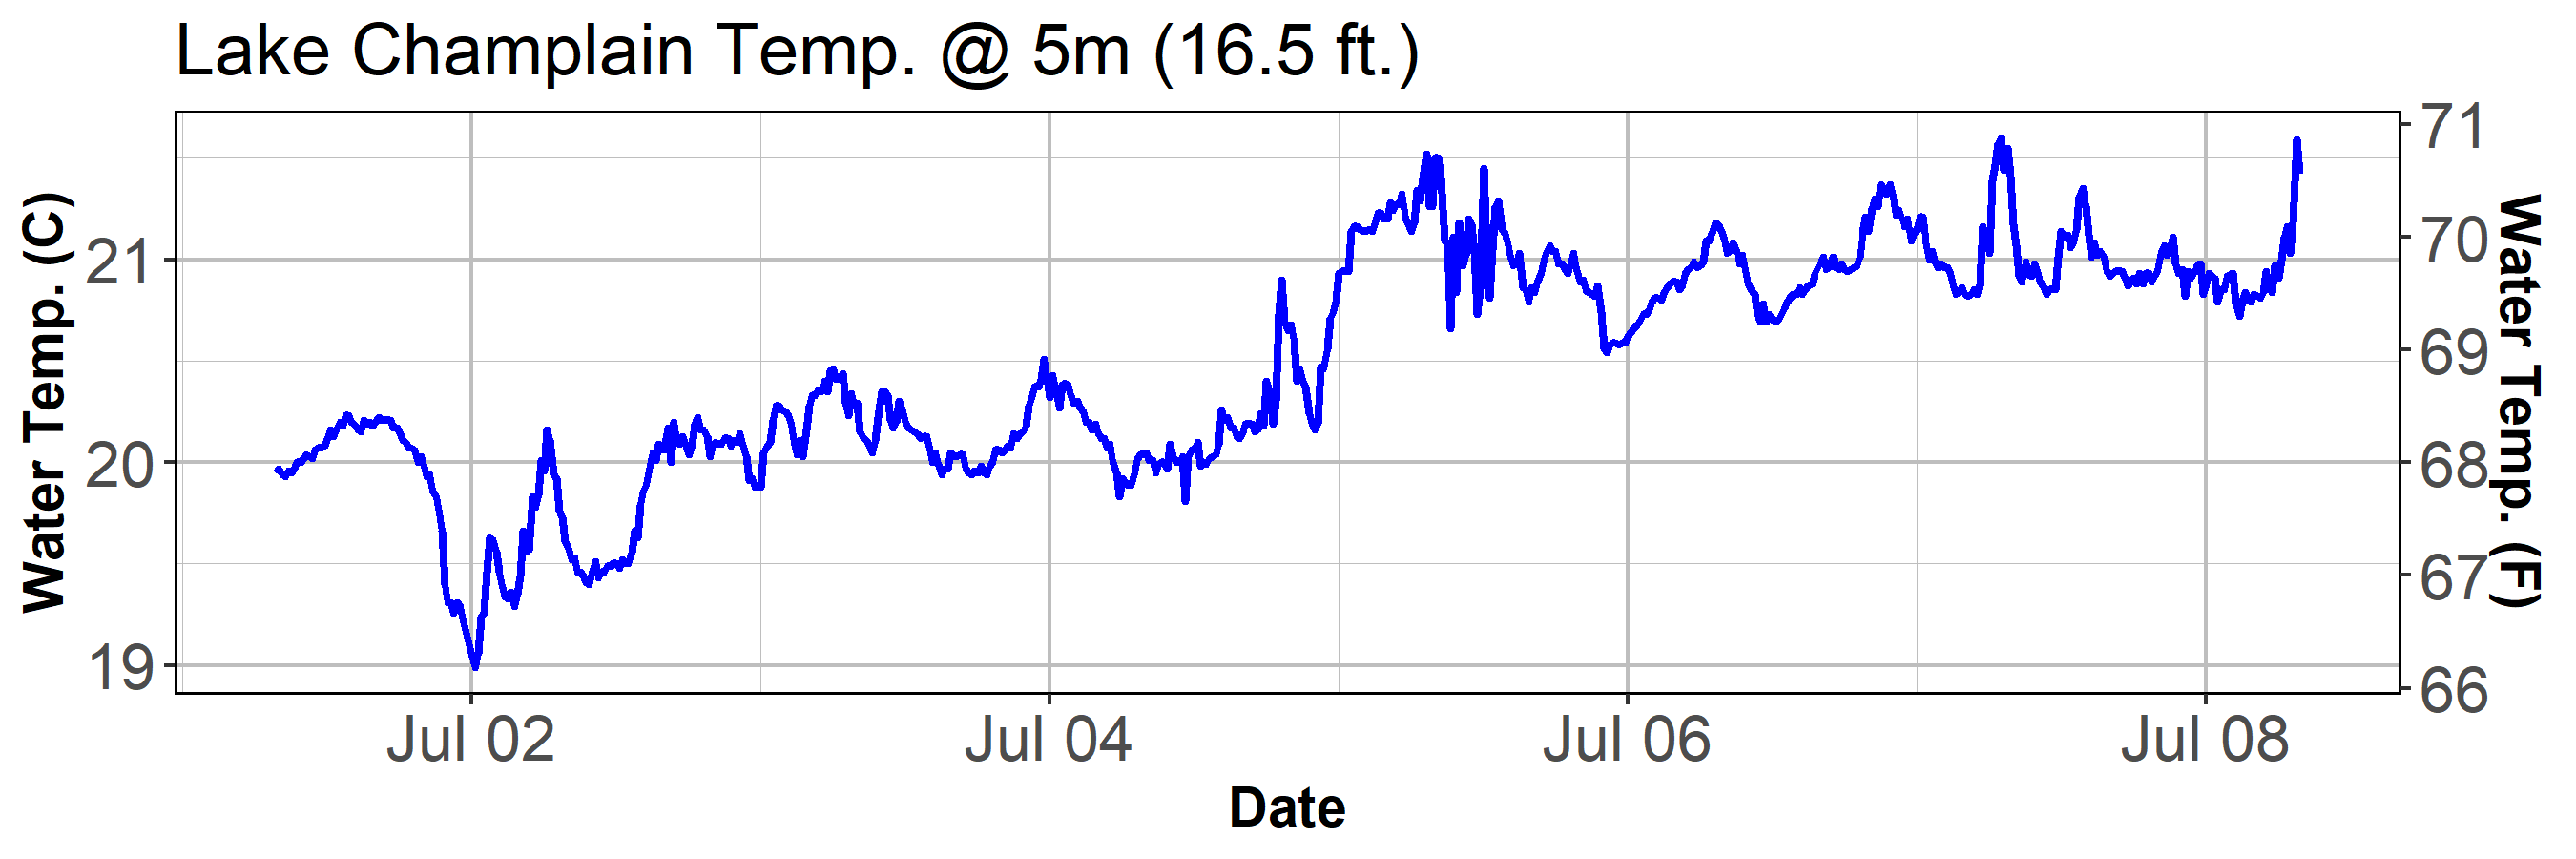 Lake Champlain Temp. @ 5m (16.5 ft.)
Water Temp. (C)
21
20
19
71
70
69
68
67
66
Water Temp. (F)
Jul 02 Jul 04 Jul 06 Jul 08
Date